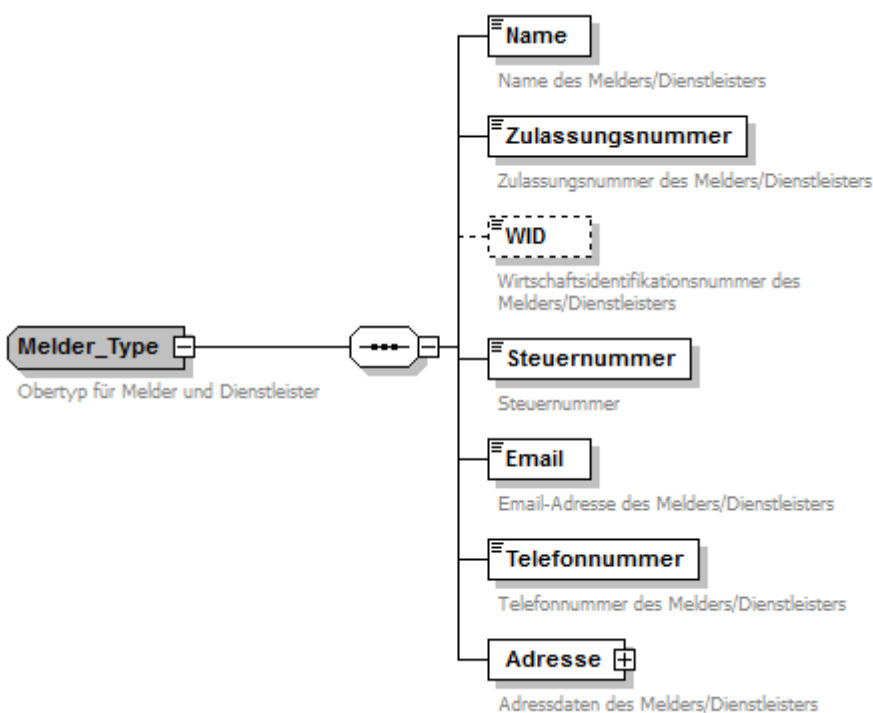 Name
Name des Melders/Dienstleisters
Zulassungsnummer
Zulassungsnummer des Melders/Dienstleisters
WID
Wirtschaftsidentifikationsnummer des
Melders/Dienstleisters
Melder_Type
Obertyp für Melder und Dienstleister
Steuernummer
Steuernummer
Email
Email-Adresse des Melders/Dienstleisters
Telefonnummer
Telefonnummer des Melders/Dienstleisters
Adresse
Adressdaten des Melders/Dienstleisters